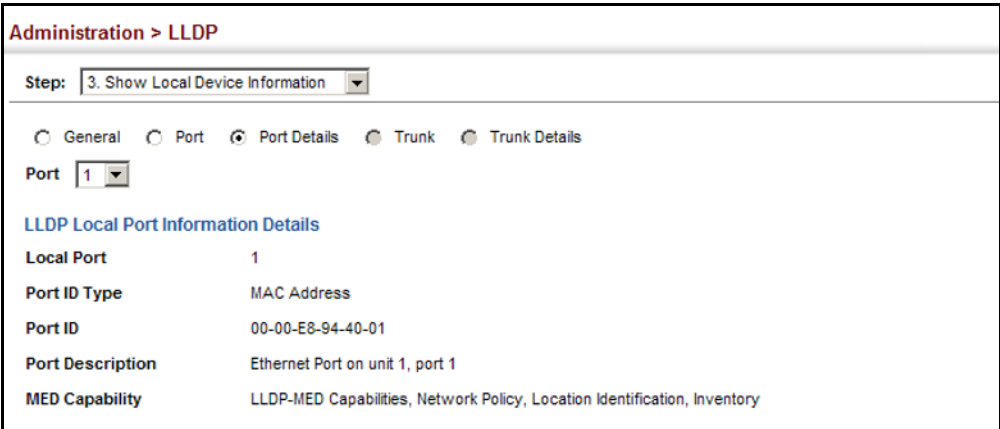 Administration > LLDP
Step: 3. Show Local Device Information
General Port Port Details Trunk Trunk Details
Port 1
LLDP Local Port Information Details
Local Port 1
Port ID Type MAC Address
Port ID 00-00-E8-94-40-01
Port Description Ethernet Port on unit 1, port 1
MED Capability LLDP-MED Capabilities, Network Policy, Location Identification, Inventory